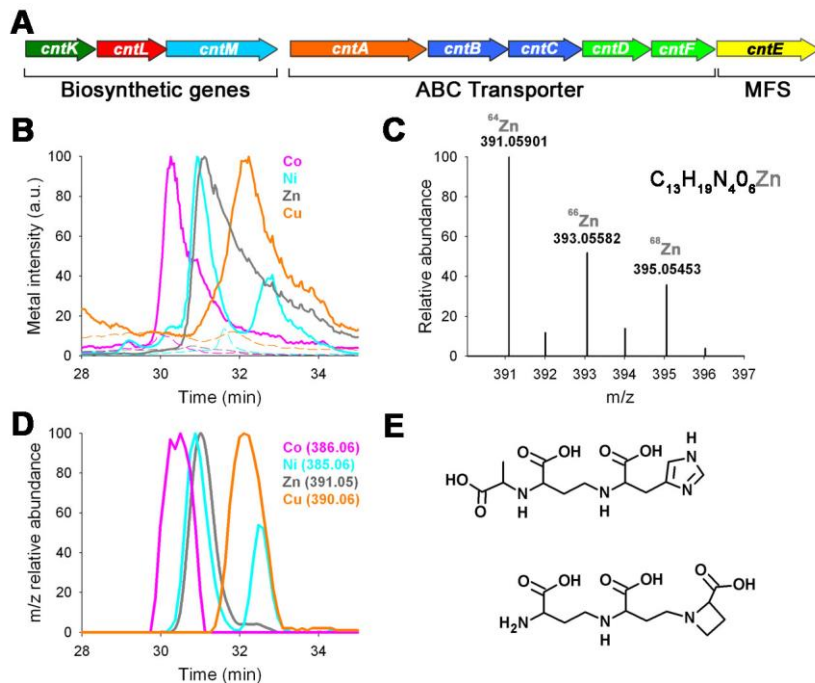 A
cntK cntL cntM cntA cntB cntC cntD cntF cntE
Biosynthetic genes ABC Transporter MFS
B
Metal intensity (a.u.)
100
80
60
40
20
0
Co
Ni
Zn
Cu
28 30 32 34
Time (min)
C
Relative abundance
100
80
60
40
20
0
64Zn
391.05901
66Zn
393.05582
68Zn
395.05453
C13H19N4O6Zn
391 392 393 394 395 396 397
m/z
D
m/z relative abundance
100
80
60
40
20
0
Co (386.06)
Ni (385.06)
Zn (391.05)
Cu (390.06)
28 30 32 34
Time (min)
E
H
N
O OH O OH
HO
O N H N H N
O OH O OH O OH
H2N N H N